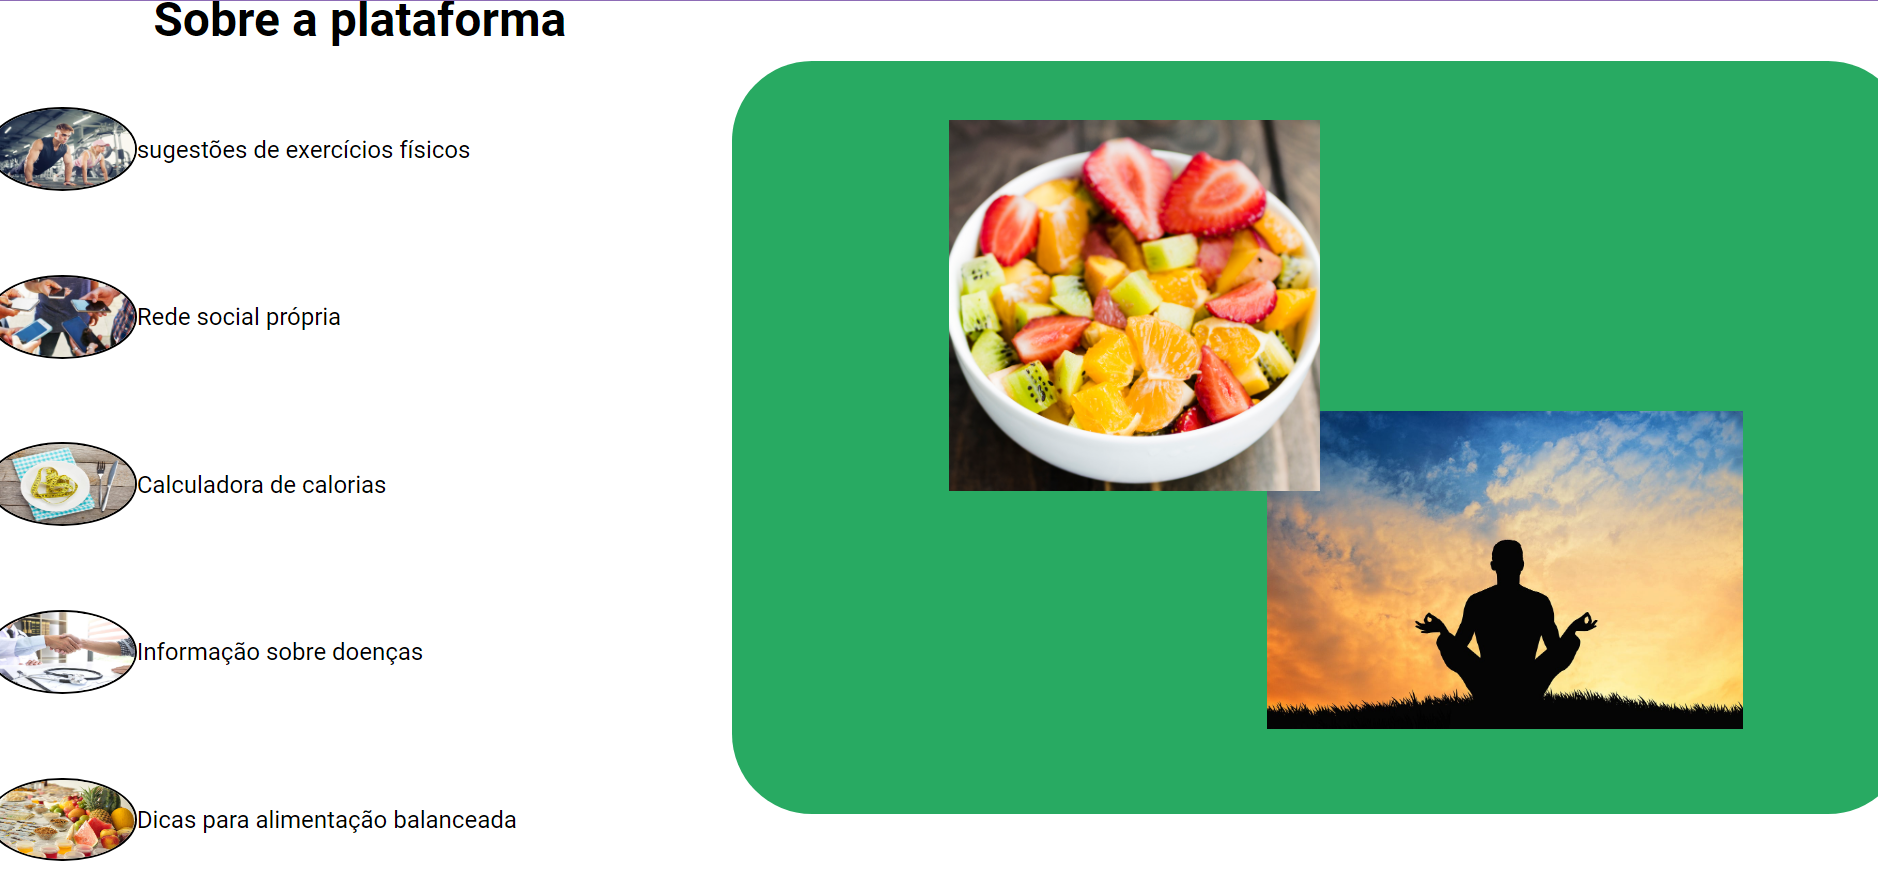 Sobre a plataforma
sugestões de exercícios físicos
Rede social própria
Calculadora de calorias
Informação sobre doenças
Dicas para alimentação balanceada